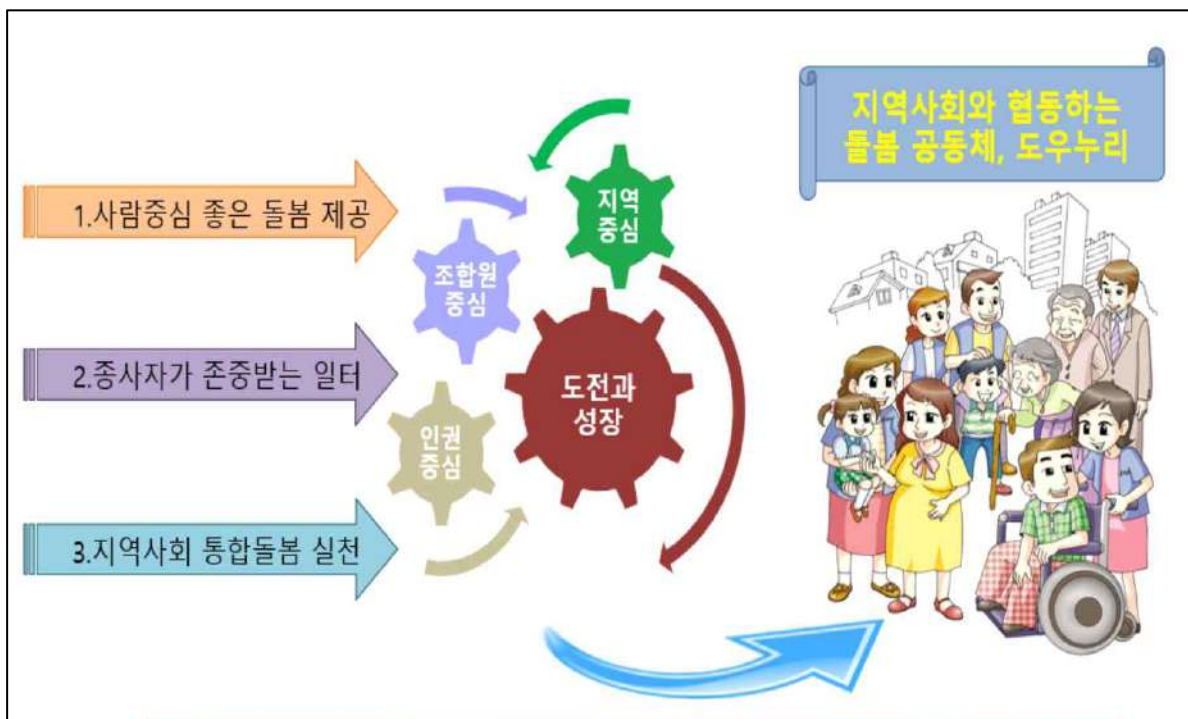 지역사회와 협동하는
돌봄 공동체, 도우누리
1.사람중심 좋은 돌봄 제공
2.종사자가 존중받는 일터
3.지역사회 통합돌봄 실천
지역
중심
조합원
중심
인권
중심
도전과
성장